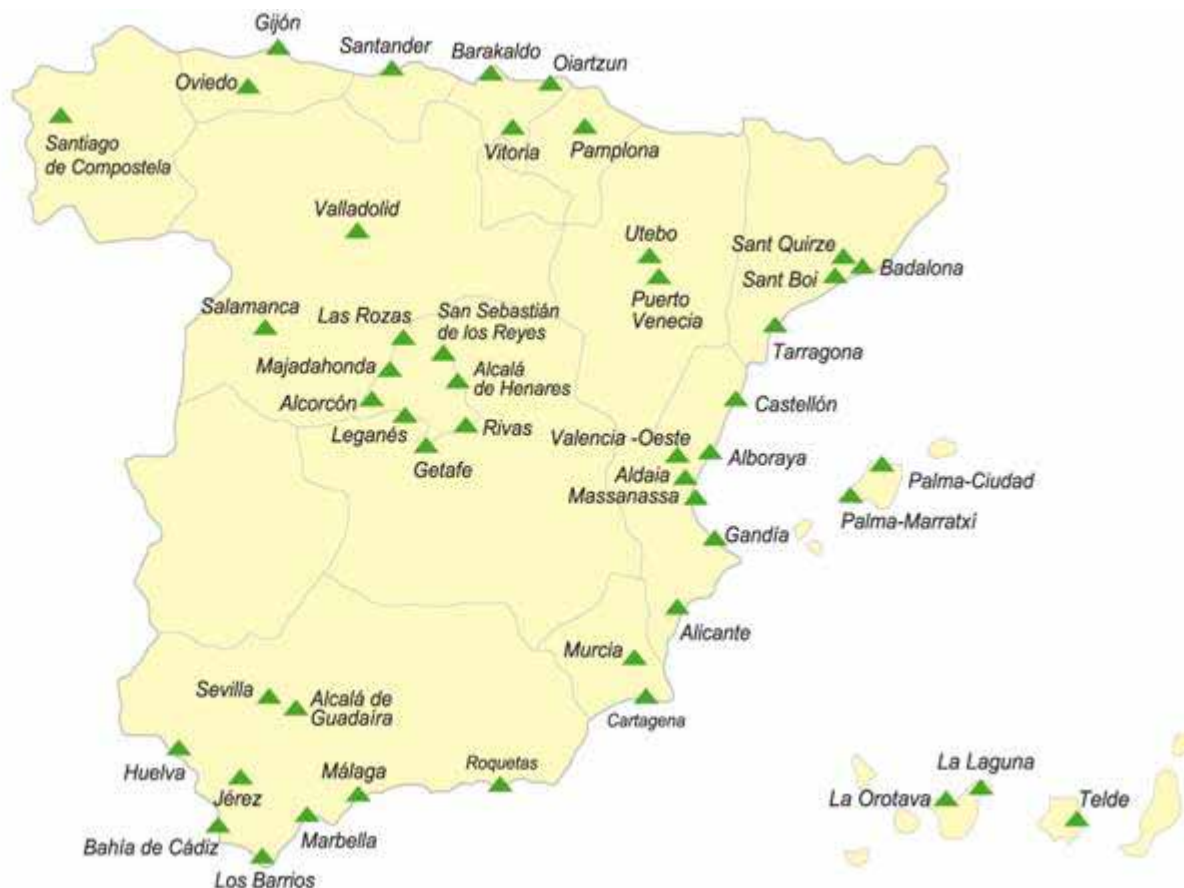 Gijón
Santander
Barakaldo
Oiartzun
Oviedo
Santiago
de Compostela
Vitoria
Pamplona
Valladolid
Utebo
Sant Quirze
Badalona
Sant Boi
Puerto
Venecia
Salamanca
Las Rozas
San Sebastián
de los Reyes
Tarragona
Majadahonda
Alcalá
de Henares
Alcorcón
Castellón
Leganés
Rivas
Valencia -Oeste
Alboraya
Getafe
Aldaia
Palma-Ciudad
Massanassa
Palma-Marratxí
Gandía
Alicante
Murcia
Sevilla
Alcalá de
Guadaíra
Cartagena
Huelva
Málaga
Roquetas
La Laguna
Jérez
La Orotava
Telde
Bahía de Cádiz
Marbella
Los Barrios